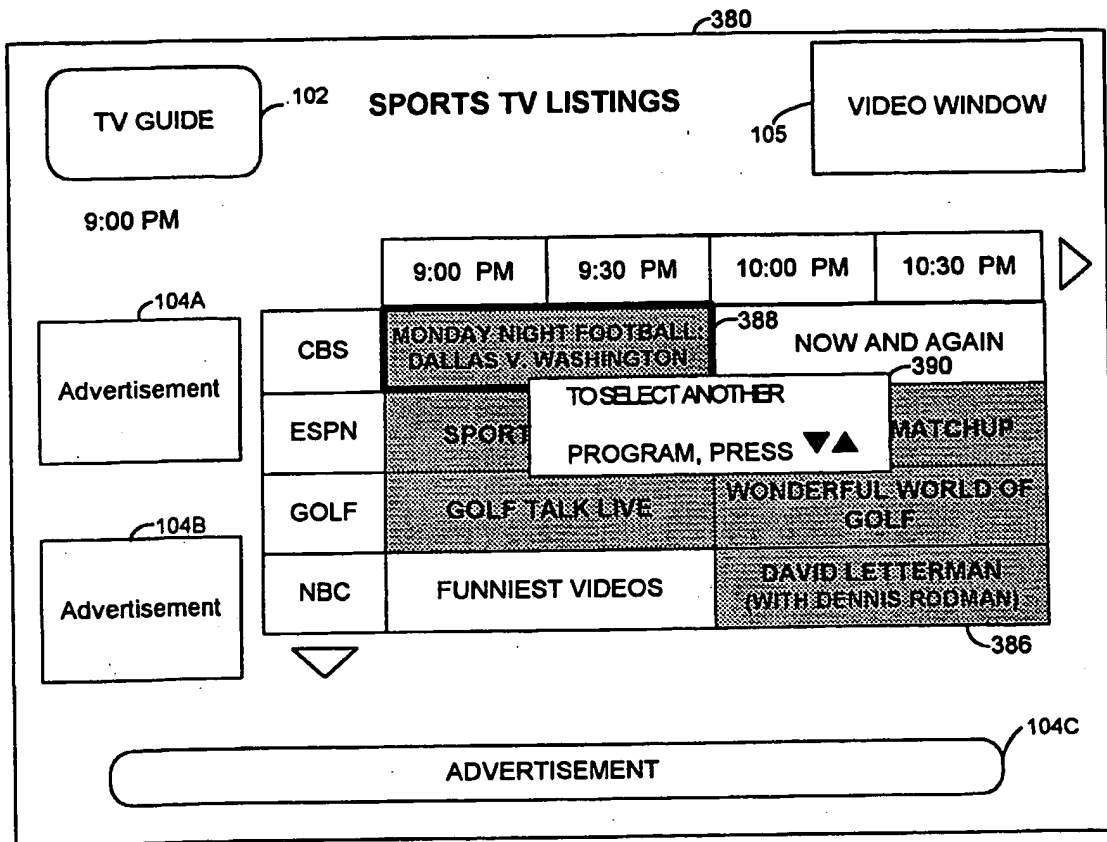 380
TV GUIDE
102
SPORTS TV LISTINGS
105
VIDEO WINDOW
9:00 PM
9:00 PM
9:30 PM
10:00 PM
10:30 PM
104A
Advertisement
CBS
MONDAY NIGHT FOOTBALL:
DALLAS V. WASHINGTON
388
NOW AND AGAIN
390
TO SELECT ANOTHER
PROGRAM, PRESS ▼▲
ESPN
SPORT
MATCHUP
GOLF
GOLF TALK LIVE
WONDERFUL WORLD OF
GOLF
104B
Advertisement
NBC
FUNNIEST VIDEOS
DAVID LETTERMAN
(WITH DENNIS RODMAN)
386
104C
ADVERTISEMENT